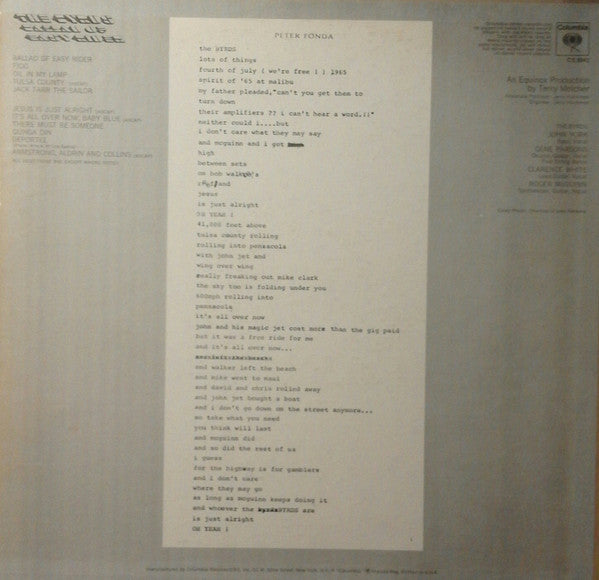 BALLAD OF EASY RIDER
FIDO
OIL IN MY LAMP
TULSA COUNTY
JACK TARR THE SAILOR
JESUS IS JUST ALRIGHT
IT'S ALL OVER NOW, BABY BLUE
THERE MUST BE SOMEONE
GUNGA DIN
DEPORTEE
ARMSTRONG, ALDRIN AND COLLINS
PETER FONDA
the BYRDS
lots of things
fourth of july ( we're free ! ) 1965
spirit of '65 at malibu
my father pleaded,"can't you get them to
turn down
their amplifiers ?? i can't hear a word.!!"
neither could i....but
i don't care what they may say
and mcguinn and i got
high
between sets
on bob
and
jesus
is just alright
OH YEAH !
41,000 feet above
tulsa county rolling
rolling into pensacola
with john jet and
wing over wing
really freaking out mike clark
the sky too is folding under you
600mph rolling into
pensacola
it's all over now
john and his magic jet cost more than the gig paid
but it was a free ride for me
and it's all over now...
and walker left the beach
and mike went to maui
and david and chris rolled away
and john jet bought a boat
and i don't go down on the street anymore...
so take what you need
you think will last
and mcguinn did
and so did the rest of us
i guess
for the highway is for gamblers
and i don't care
where they may go
as long as mcguinn keeps doing it
and whoever the BYRDS are
is just alright
OH YEAH !
Columbia
An Equinox Production
by Terry Melcher
THE BYRDS:
JOHN YORK
GENE PARSONS
CLARENCE WHITE
ROGER McGUINN